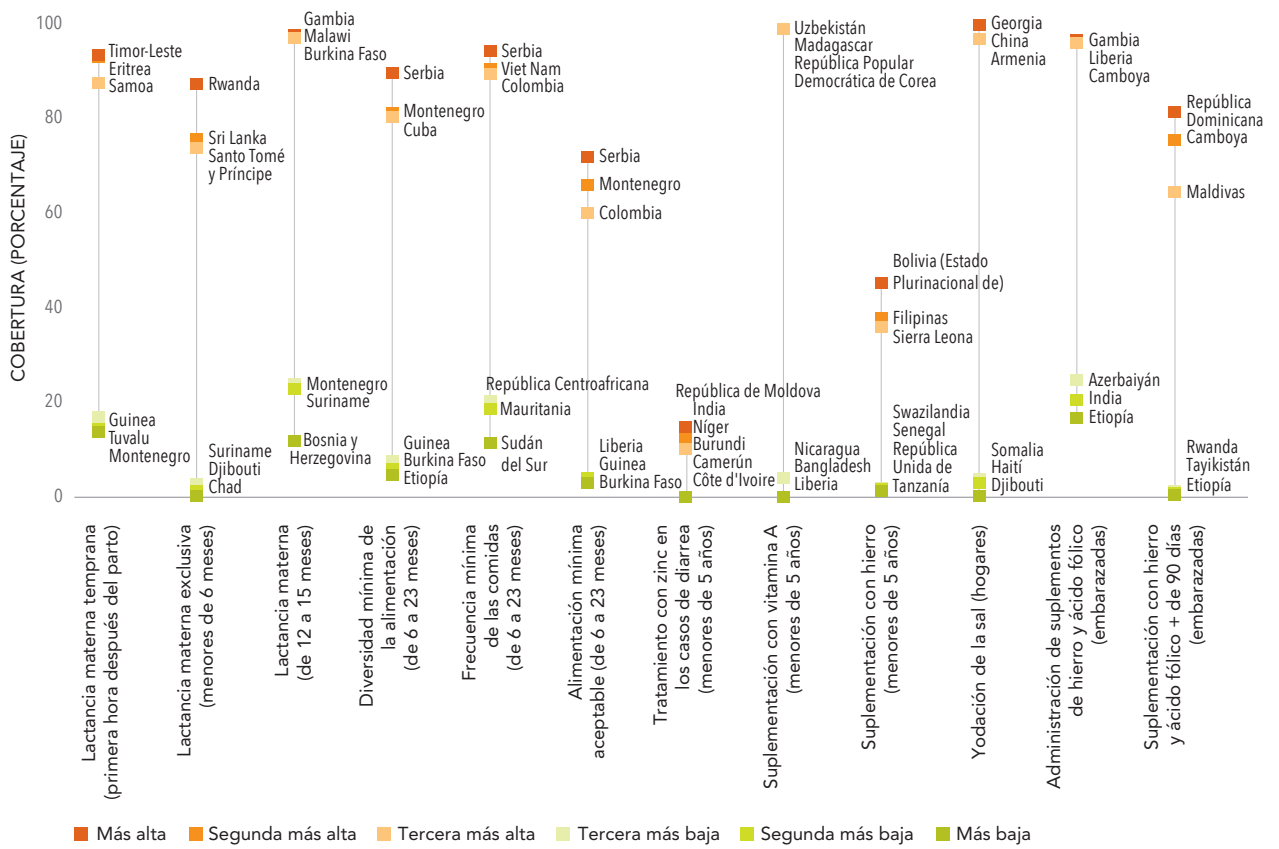 COBERTURA (PORCENTAJE)
100
80
60
40
20
0
Timor-Leste
Eritrea
Samoa
Guinea
Tuvalu
Montenegro
Rwanda
Sri Lanka
Santo Tomé
y Príncipe
Suriname
Djibouti
Chad
Gambia
Malawi
Burkina Faso
Montenegro
Suriname
Bosnia y
Herzegovina
Serbia
Montenegro
Cuba
Guinea
Burkina Faso
Etiopía
Serbia
Viet Nam
Colombia
República Centroafricana
Mauritania
Sudán
del Sur
Serbia
Montenegro
Colombia
Liberia
Guinea
Burkina Faso
República de Moldova
India
Níger
Burundi
Camerún
Côte d'Ivoire
Uzbekistán
Madagascar
República Popular
Democrática de Corea
Nicaragua
Bangladesh
Liberia
Bolivia (Estado
Plurinacional de)
Filipinas
Sierra Leona
Swazilandia
Senegal
República
Unida de
Tanzanía
Georgia
China
Armenia
Somalia
Haití
Djibouti
Gambia
Liberia
Camboya
Azerbaiyán
India
Etiopía
República
Dominicana
Camboya
Maldivas
Rwanda
Tayikistán
Etiopía
Lactancia materna temprana
(primera hora después del parto)
Lactancia materna exclusiva
(menores de 6 meses)
Lactancia materna
(de 12 a 15 meses)
Diversidad mínima de
la alimentación
(de 6 a 23 meses)
Frecuencia mínima
de las comidas
(de 6 a 23 meses)
Alimentación mínima
aceptable (de 6 a 23 meses)
Tratamiento con zinc en
los casos de diarrea
(menores de 5 años)
Suplementación con vitamina A
(menores de 5 años)
Suplementación con hierro
(menores de 5 años)
Yodación de la sal (hogares)
Administración de suplementos
de hierro y ácido fólico
(embarazadas)
Suplementación con hierro
y ácido fólico + de 90 días
(embarazadas)
Más alta
Segunda más alta
Tercera más alta
Tercera más baja
Segunda más baja
Más baja